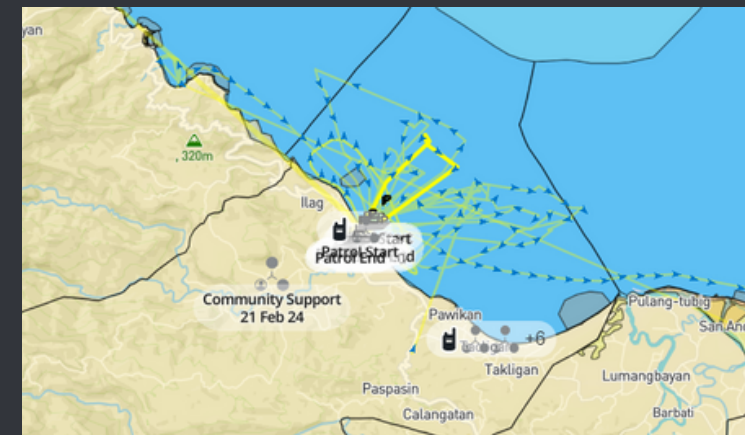 yan
320m
Ilag
Start
Patrol Start
Patrol End
d
Community Support
21 Feb 24
Pawikan
+6
Pulang-tubig
San An
Takligan
Lumangbayan
Paspasin
Calangatan
Barbati